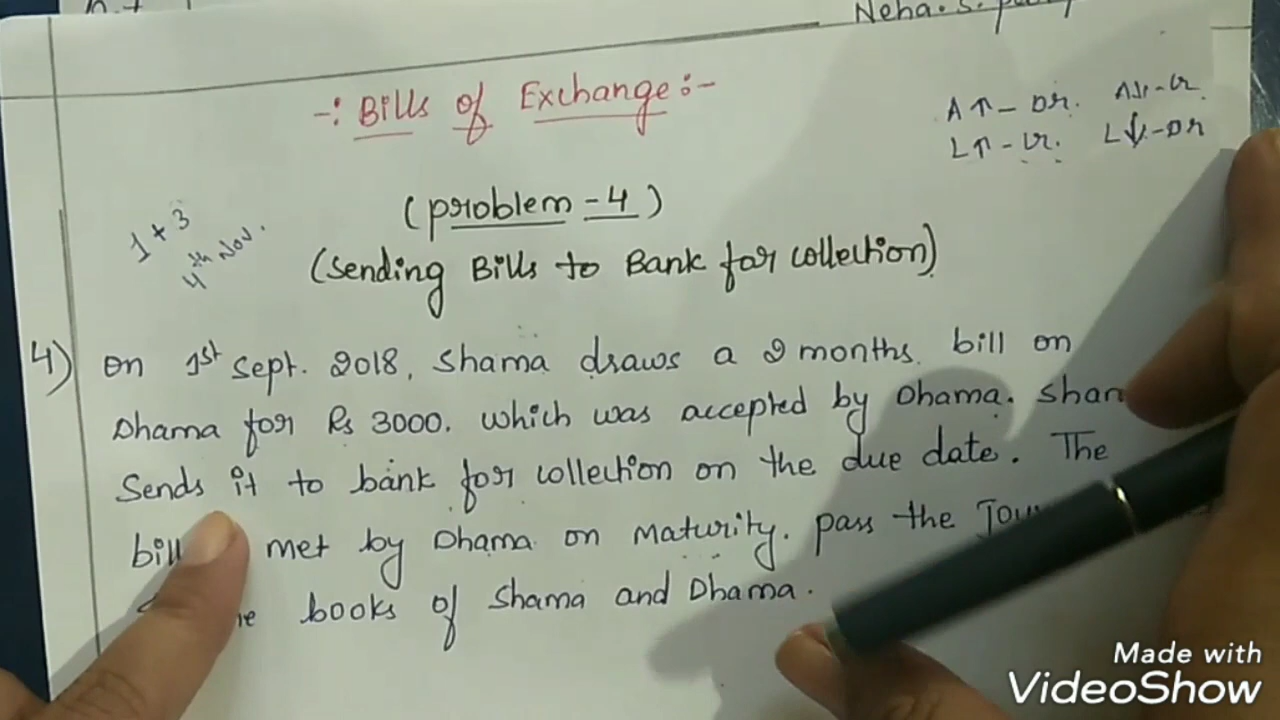 Neha. S.
-: Bills of Exchange :-
A↑ - Dr. A↓ - Cr
L↑ - Cr. L↓ - Dr
(problem - 4)
1 + 3
4th Nov.
(Sending Bills to Bank for collection)
4) On 1st Sept. 2018, Shama draws a 2 months bill on
Dhama for Rs 3000. which was accepted by Dhama.
Sends it to bank for collection on the due date. The
bill met by Dhama on maturity. pass the
books of Shama and Dhama.
Made with
VideoShow